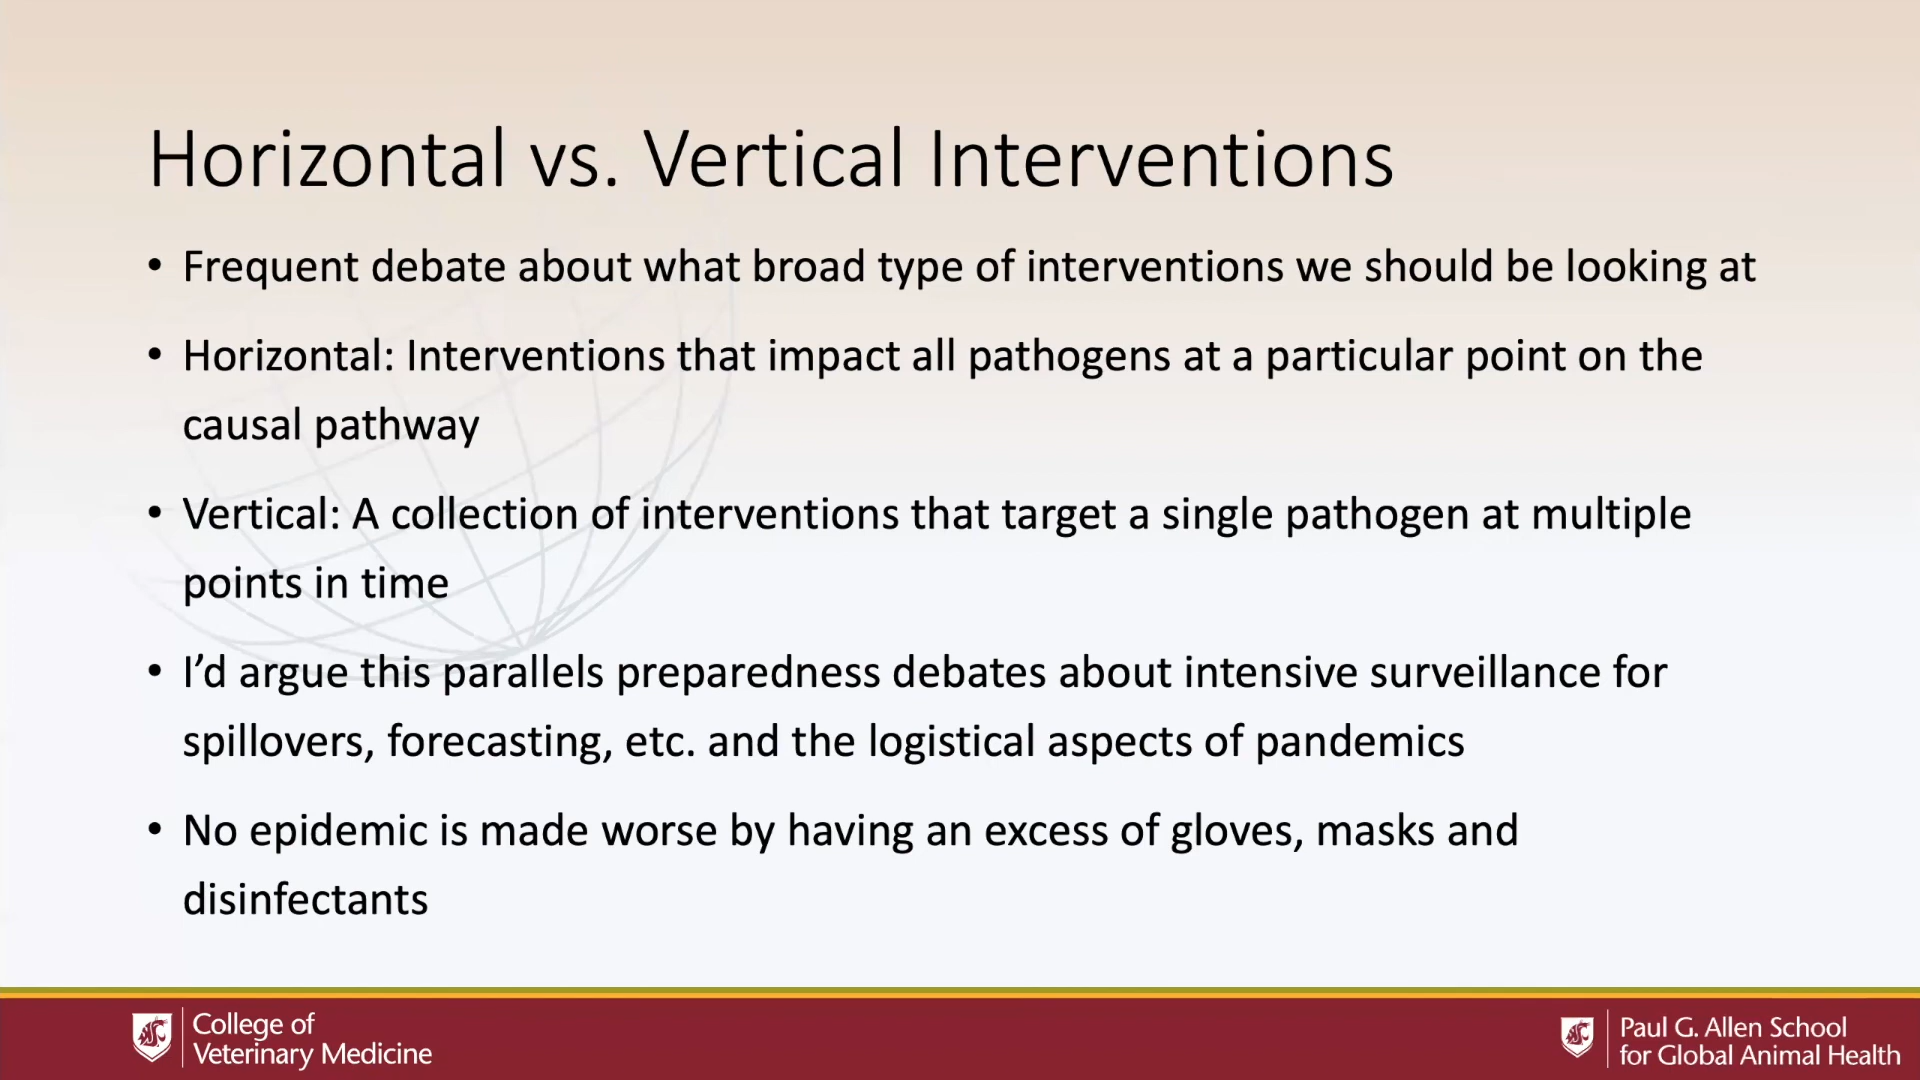 Horizontal vs. Vertical Interventions
• Frequent debate about what broad type of interventions we should be looking at
• Horizontal: Interventions that impact all pathogens at a particular point on the
causal pathway
• Vertical: A collection of interventions that target a single pathogen at multiple
points in time
• I’d argue this parallels preparedness debates about intensive surveillance for
spillovers, forecasting, etc. and the logistical aspects of pandemics
• No epidemic is made worse by having an excess of gloves, masks and
disinfectants
College of
Veterinary Medicine
Paul G. Allen School
for Global Animal Health